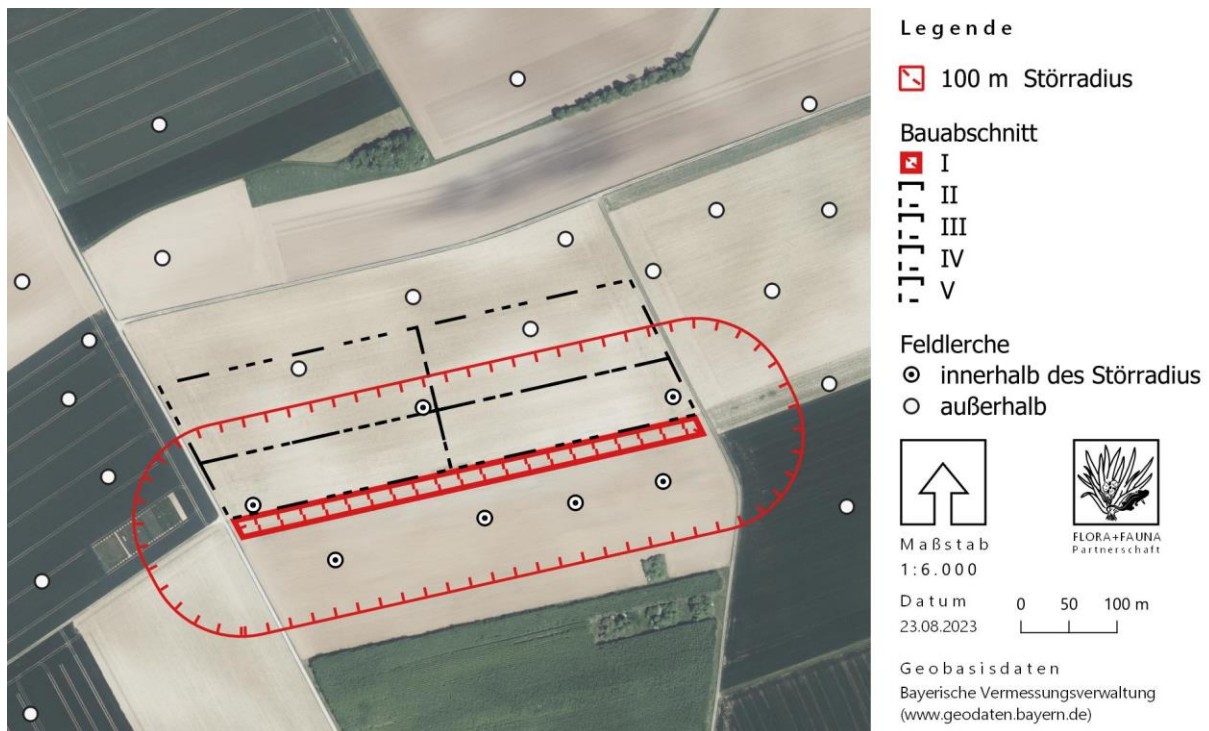 Legende
100 m Störradius
Bauabschnitt
I
II
III
IV
V
Feldlerche
innerhalb des Störradius
außerhalb
Maßstab
1:6.000
FLORA+FAUNA
Partnerschaft
Datum
23.08.2023
0 50 100 m
Geobasisdaten
Bayerische Vermessungsverwaltung
(www.geodaten.bayern.de)